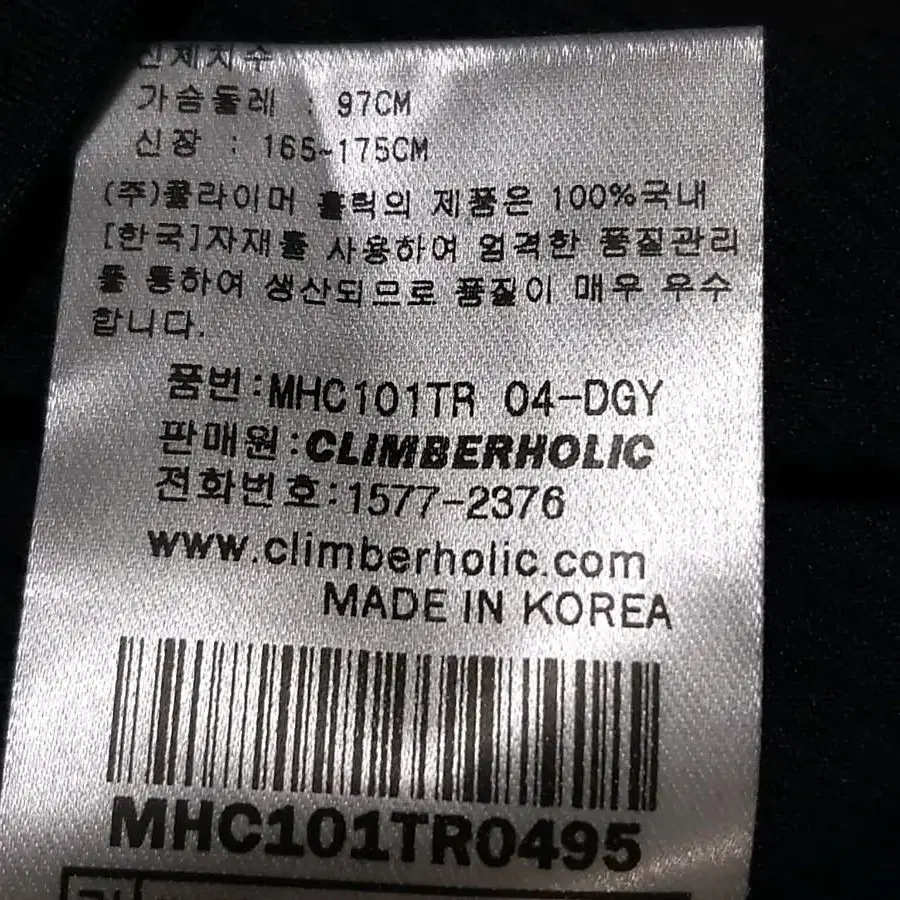 신체치수
가슴둘레 : 97CM
신장 : 165~175CM
(주)클라이머 홀릭의 제품은 100%국내
[한국]자재를 사용하여 엄격한 품질관리
를 통하여 생산되므로 품질이 매우 우수
합니다.
품번:MHC101TR 04-DGY
판매원:CLIMBERHOLIC
전화번호:1577-2376
www.climberholic.com
MADE IN KOREA
MHC101TR0495